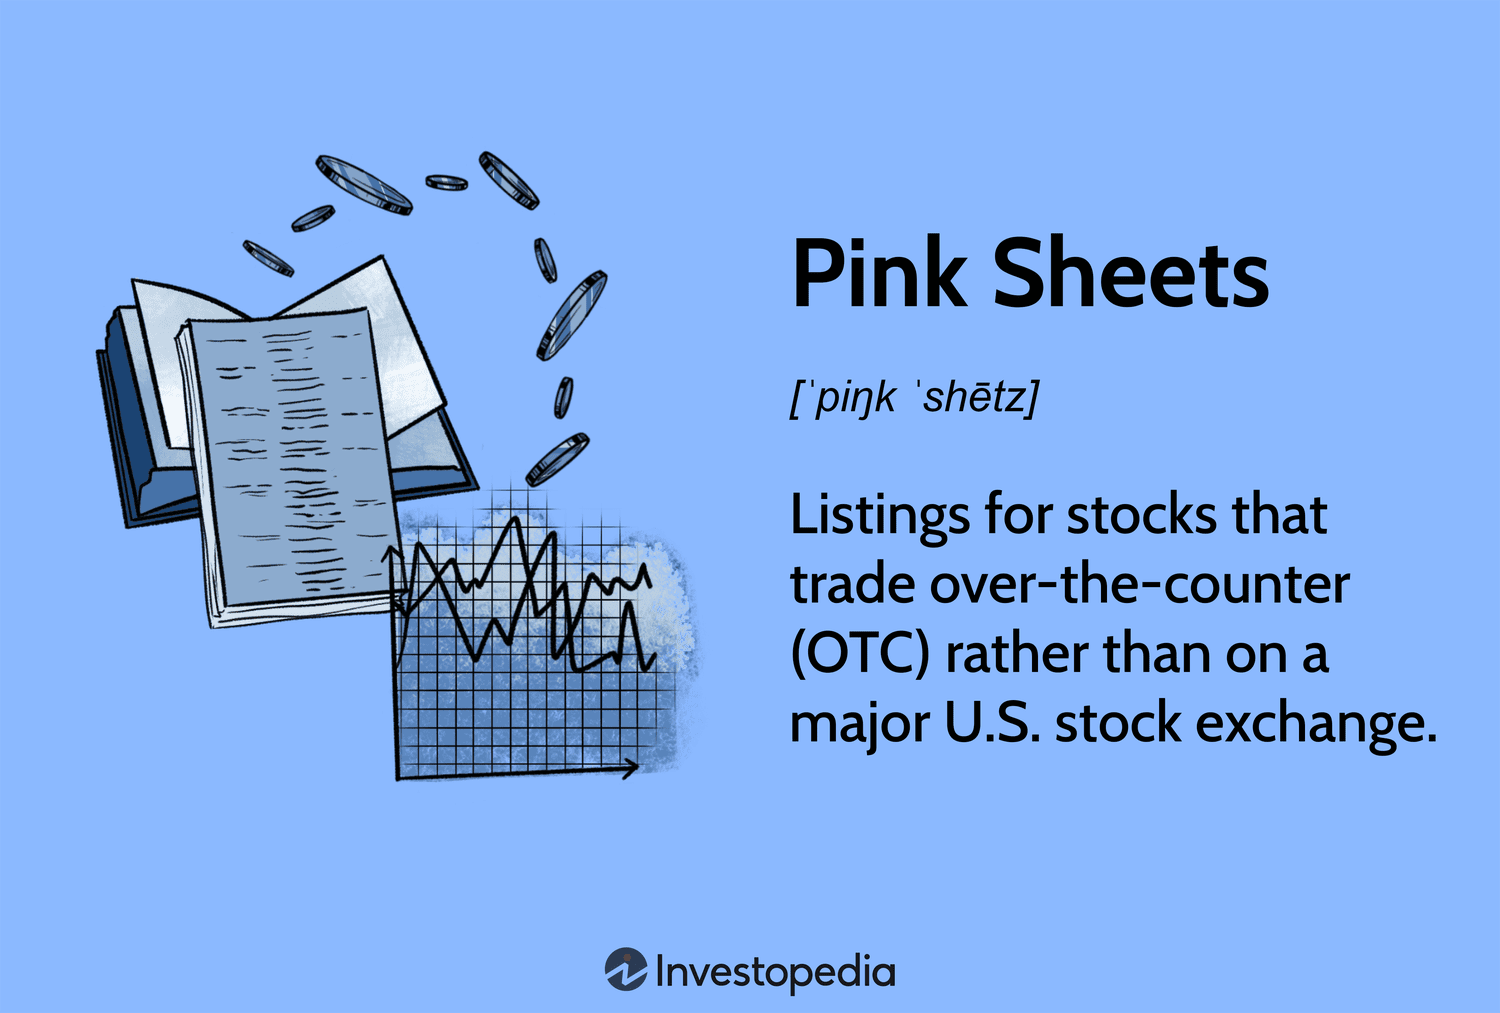 Pink Sheets
[ˈpiŋk ˈshētz]
Listings for stocks that
trade over-the-counter
(OTC) rather than on a
major U.S. stock exchange.
Investopedia